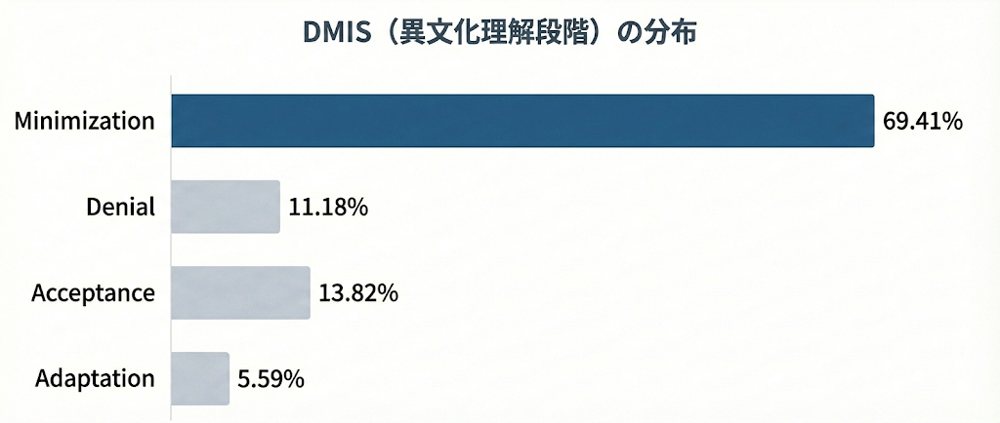 DMIS（異文化理解段階）の分布
Minimization 69.41%
Denial 11.18%
Acceptance 13.82%
Adaptation 5.59%